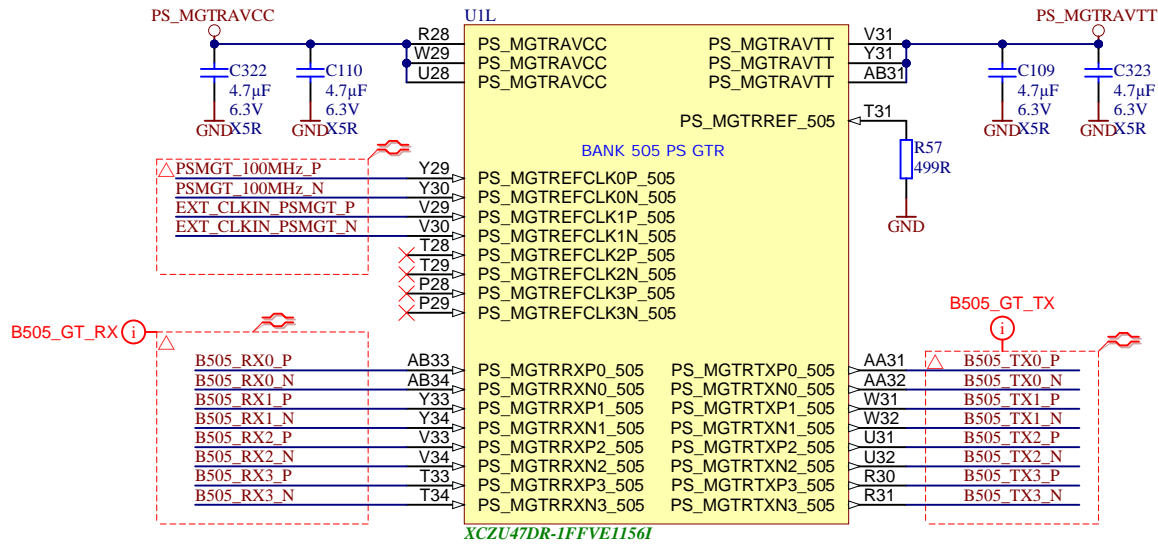 PS_MGTRAVCC
U1L
PS_MGTRAVTT
R28 PS_MGTRAVCC PS_MGTRAVTT V31
W29 PS_MGTRAVCC PS_MGTRAVTT Y31
U28 PS_MGTRAVCC PS_MGTRAVTT AB31
C322
4.7µF
6.3V
X5R
GND
C110
4.7µF
6.3V
X5R
GND
C109
4.7µF
6.3V
X5R
GND
C323
4.7µF
6.3V
X5R
GND
PS_MGTRREF_505 T31
R57
499R
GND
BANK 505 PS GTR
PSMGT_100MHz_P Y29 PS_MGTREFCLK0P_505
PSMGT_100MHz_N Y30 PS_MGTREFCLK0N_505
EXT_CLKIN_PSMGT_P V29 PS_MGTREFCLK1P_505
EXT_CLKIN_PSMGT_N V30 PS_MGTREFCLK1N_505
T28 PS_MGTREFCLK2P_505
T29 PS_MGTREFCLK2N_505
P28 PS_MGTREFCLK3P_505
P29 PS_MGTREFCLK3N_505
B505_GT_RX i
B505_GT_TX
i
B505_RX0_P AB33 PS_MGTRRXP0_505 PS_MGTRTXP0_505 AA31 B505_TX0_P
B505_RX0_N AB34 PS_MGTRRXN0_505 PS_MGTRTXN0_505 AA32 B505_TX0_N
B505_RX1_P Y33 PS_MGTRRXP1_505 PS_MGTRTXP1_505 W31 B505_TX1_P
B505_RX1_N Y34 PS_MGTRRXN1_505 PS_MGTRTXN1_505 W32 B505_TX1_N
B505_RX2_P V33 PS_MGTRRXP2_505 PS_MGTRTXP2_505 U31 B505_TX2_P
B505_RX2_N V34 PS_MGTRRXN2_505 PS_MGTRTXN2_505 U32 B505_TX2_N
B505_RX3_P T33 PS_MGTRRXP3_505 PS_MGTRTXP3_505 R30 B505_TX3_P
B505_RX3_N T34 PS_MGTRRXN3_505 PS_MGTRTXN3_505 R31 B505_TX3_N
XCZU47DR-1FFVE1156I